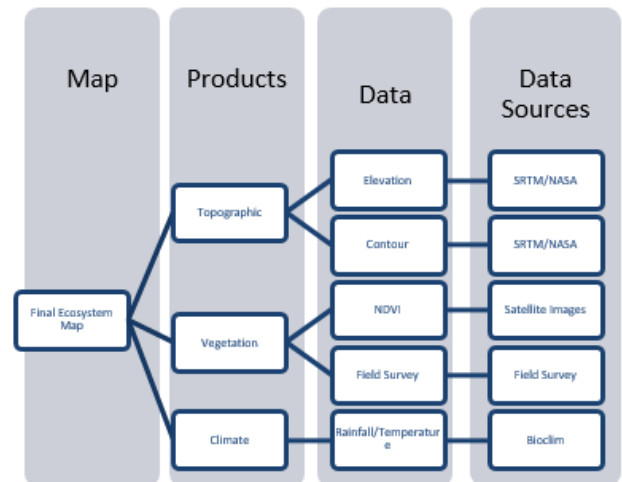 Map
Products
Data
Data
Sources
Elevation
SRTM/NASA
Topographic
Contour
SRTM/NASA
Final Ecosystem
Map
NDVI
Satellite Images
Vegetation
Field Survey
Field Survey
Climate
Rainfall/Temperatur
e
Bioclim